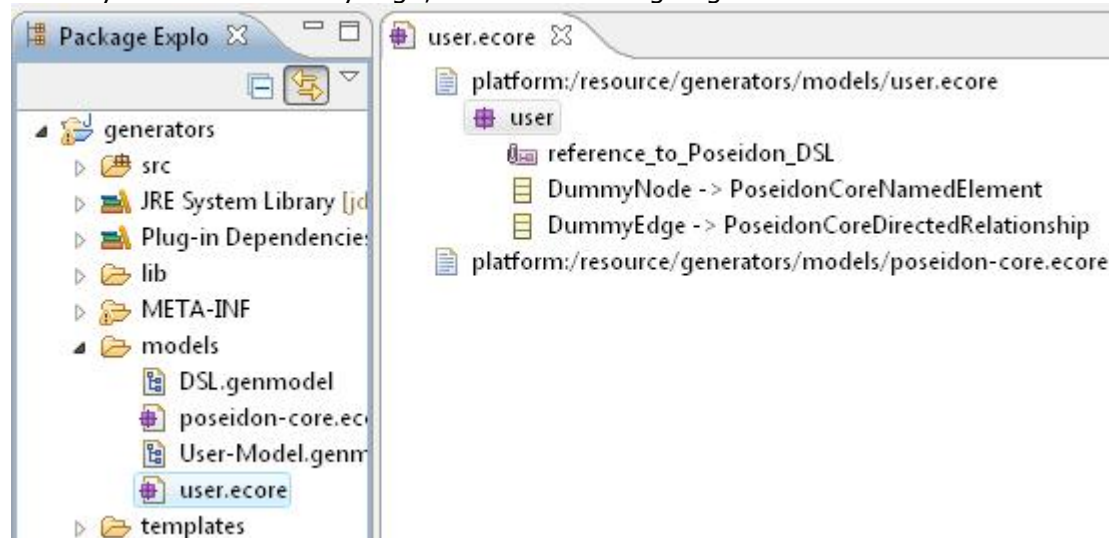 Package Explo
generators
src
JRE System Library [jd
Plug-in Dependencie
lib
META-INF
models
DSL.genmodel
poseidon-core.ec
User-Model.genm
user.ecore
templates
user.ecore
platform:/resource/generators/models/user.ecore
user
reference_to_Poseidon_DSL
DummyNode -> PoseidonCoreNamedElement
DummyEdge -> PoseidonCoreDirectedRelationship
platform:/resource/generators/models/poseidon-core.ecore